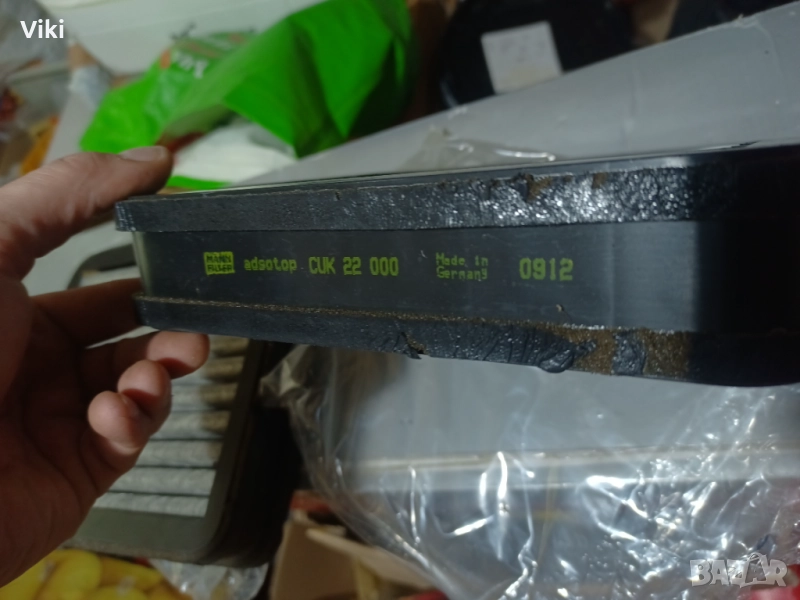 Viki
MANN
FILTER
adsotop CUK 22 000 Made in Germany 0912
BAZAR